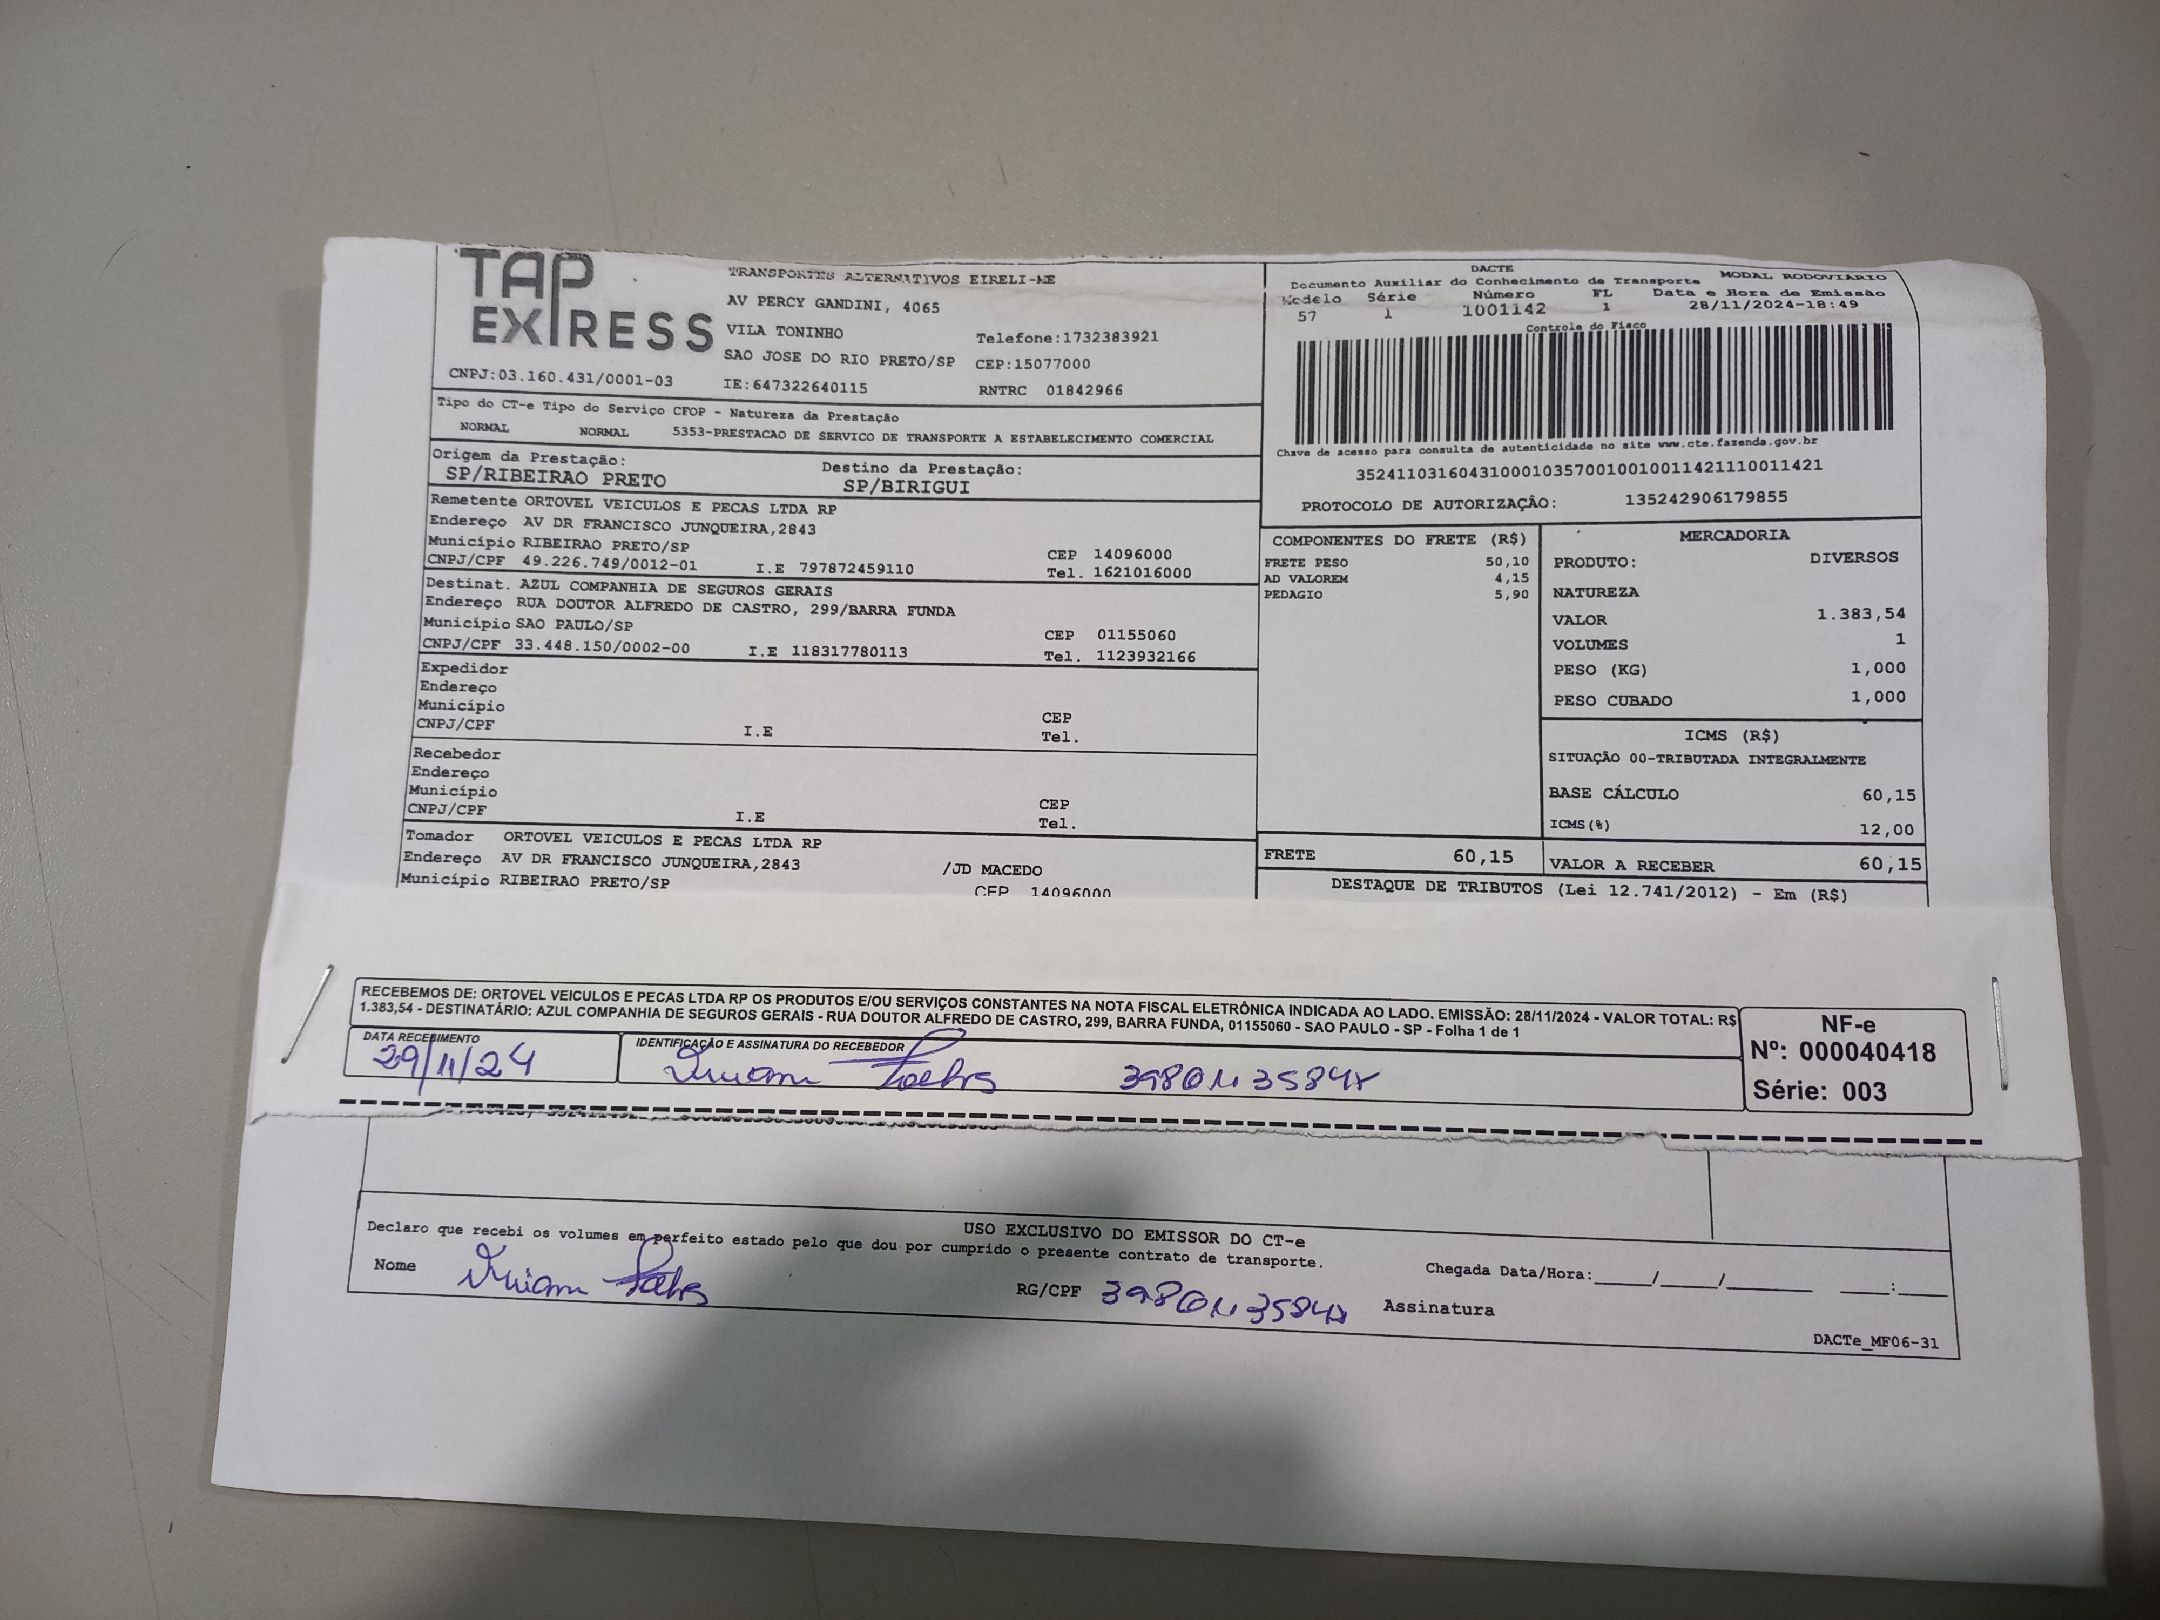 TAP
EXPRESS
TRANSPORTES ALTERNATIVOS EIRELI-ME
AV PERCY GANDINI, 4065
VILA TONINHO
Telefone:1732383921
SAO JOSE DO RIO PRETO/SP CEP:15077000
CNPJ:03.160.431/0001-03 IE:647322640115 RNTRC 01842966
DACTE
Documento Auxiliar do Conhecimento de Transporte
MODAL RODOVIÁRIO
Modelo Série Número FL Data e Hora de Emissão
57 1 1001142 1 28/11/2024-18:49
Controle do Fisco
Chave de acesso para consulta de autenticidade no site www.cte.fazenda.gov.br
35241103160431000103570010010011421110011421
PROTOCOLO DE AUTORIZAÇÃO: 135242906179855
Tipo do CT-e Tipo do Serviço CFOP - Natureza da Prestação
NORMAL NORMAL 5353-PRESTACAO DE SERVICO DE TRANSPORTE A ESTABELECIMENTO COMERCIAL
Origem da Prestação: Destino da Prestação:
SP/RIBEIRAO PRETO SP/BIRIGUI
Remetente ORTOVEL VEICULOS E PECAS LTDA RP
Endereço AV DR FRANCISCO JUNQUEIRA,2843
Município RIBEIRAO PRETO/SP CEP 14096000
CNPJ/CPF 49.226.749/0012-01 I.E 797872459110 Tel. 1621016000
Destinat. AZUL COMPANHIA DE SEGUROS GERAIS
Endereço RUA DOUTOR ALFREDO DE CASTRO, 299/BARRA FUNDA
Município SAO PAULO/SP CEP 01155060
CNPJ/CPF 33.448.150/0002-00 I.E 118317780113 Tel. 1123932166
Expedidor
Endereço
Município CEP
CNPJ/CPF I.E Tel.
Recebedor
Endereço
Município CEP
CNPJ/CPF I.E Tel.
Tomador ORTOVEL VEICULOS E PECAS LTDA RP
Endereço AV DR FRANCISCO JUNQUEIRA,2843 /JD MACEDO
Município RIBEIRAO PRETO/SP CEP 14096000
COMPONENTES DO FRETE (R$)
FRETE PESO 50,10
AD VALOREM 4,15
PEDAGIO 5,90
FRETE 60,15
MERCADORIA
PRODUTO: DIVERSOS
NATUREZA
VALOR 1.383,54
VOLUMES 1
PESO (KG) 1,000
PESO CUBADO 1,000
ICMS (R$)
SITUAÇÃO 00-TRIBUTADA INTEGRALMENTE
BASE CÁLCULO 60,15
ICMS(%) 12,00
VALOR A RECEBER 60,15
DESTAQUE DE TRIBUTOS (Lei 12.741/2012) - Em (R$)
RECEBEMOS DE: ORTOVEL VEICULOS E PECAS LTDA RP OS PRODUTOS E/OU SERVIÇOS CONSTANTES NA NOTA FISCAL ELETRÔNICA INDICADA AO LADO. EMISSÃO: 28/11/2024 - VALOR TOTAL: R$
1.383,54 - DESTINATÁRIO: AZUL COMPANHIA DE SEGUROS GERAIS - RUA DOUTOR ALFREDO DE CASTRO, 299, BARRA FUNDA, 01155060 - SAO PAULO - SP - Folha 1 de 1
DATA RECEBIMENTO
29/11/24
IDENTIFICAÇÃO E ASSINATURA DO RECEBEDOR
NF-e
Nº: 000040418
Série: 003
USO EXCLUSIVO DO EMISSOR DO CT-e
Declaro que recebi os volumes em perfeito estado pelo que dou por cumprido o presente contrato de transporte.
Nome
RG/CPF
Chegada Data/Hora:_____/_____/________ ____:____
Assinatura
DACTe_MF06-31